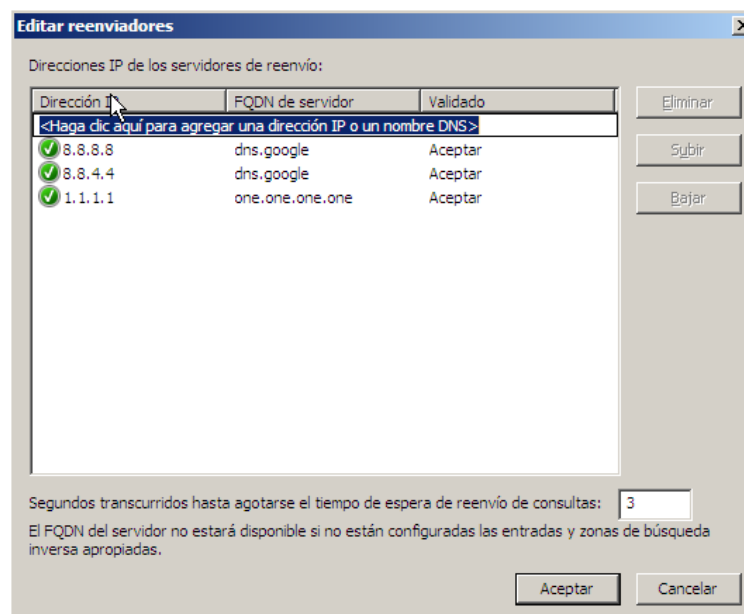 Editar reenviadores
Direcciones IP de los servidores de reenvío:
Dirección IP FQDN de servidor Validado
<Haga clic aquí para agregar una dirección IP o un nombre DNS>
8.8.8.8 dns.google Aceptar
8.8.4.4 dns.google Aceptar
1.1.1.1 one.one.one.one Aceptar
Eliminar
Subir
Bajar
Segundos transcurridos hasta agotarse el tiempo de espera de reenvío de consultas: 3
El FQDN del servidor no estará disponible si no están configuradas las entradas y zonas de búsqueda
inversa apropiadas.
Aceptar Cancelar